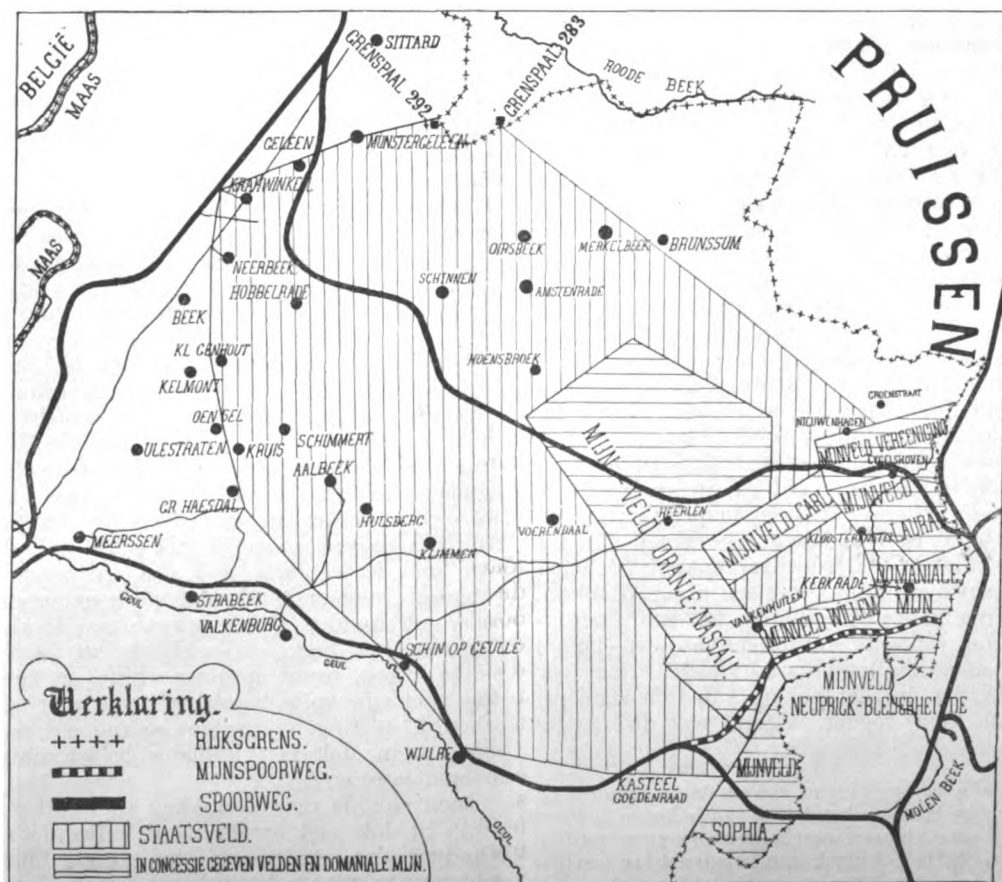 BELGIË
MAAS
SITTARD
GRENSPAAL 292
GRENSPAAL 283
ROODE BEEK
PRUISSEN
GELEEN
MUNSTERGELEEN
KRAHWINKEL
MAAS
NEERBEEK
HOBBELRADE
OIRSBEEK
MERKELBEEK
BRUNSSUM
SCHINNEN
AMSTENRADE
BEEK
KL GENHOUT
KELMONT
HOENSBROEK
GROENSTRAAT
NIEUWENHAGEN
OENSEL
ULESTRATEN
KRUIS
SCHIMMERT
AALBEEK
MIJNVELD VEREENIGING
EYGELSHOVEN
MIJN VELD ORANJE-NASSAU
MIJNVELD CARL
MIJNVELD
LAURA
GR HAESDAL
HULSBERG
VOERENDAAL
HEERLEN
MEERSSEN
KLIMMEN
KERKRADE
DOMANIALE
MIJN
GEUL
STRABEEK
VALKENHUIZEN
MIJNVELD WILLEM
VALKENBURG
GEUL
SCHIN OP GEULLE
MIJNVELD
NEUPRICK-BLEIJERHEIDE
WIJLRE
KASTEEL
GOEDENRAAD
MIJNVELD
SOPHIA
MOLEN BEEK
GEUL
Verklaring.
RIJKSGRENS.
MIJNSPOORWEG.
SPOORWEG.
STAATSVELD.
IN CONCESSIE GEGEVEN VELDEN EN DOMANIALE MIJN.